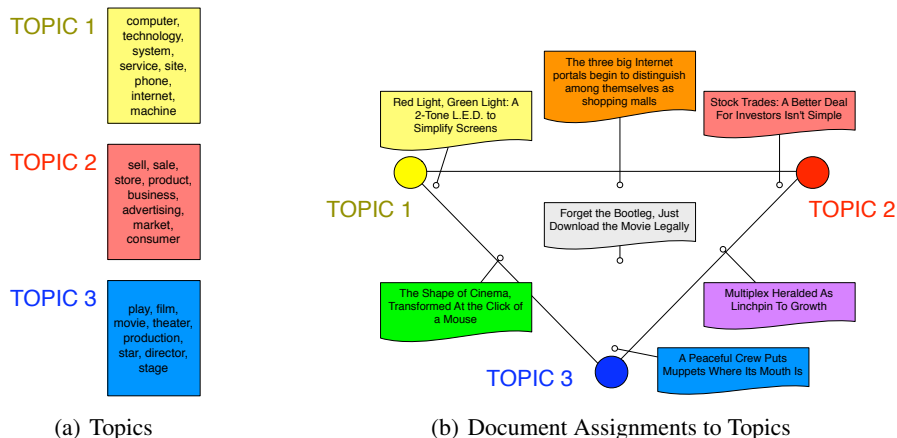 TOPIC 1
computer,
technology,
system,
service, site,
phone,
internet,
machine
TOPIC 2
sell, sale,
store, product,
business,
advertising,
market,
consumer
TOPIC 3
play, film,
movie, theater,
production,
star, director,
stage
(a) Topics
The three big Internet
portals begin to distinguish
among themselves as
shopping malls
Red Light, Green Light: A
2-Tone L.E.D. to
Simplify Screens
Stock Trades: A Better Deal
For Investors Isn't Simple
TOPIC 1
TOPIC 2
Forget the Bootleg, Just
Download the Movie Legally
The Shape of Cinema,
Transformed At the Click of
a Mouse
Multiplex Heralded As
Linchpin To Growth
TOPIC 3
A Peaceful Crew Puts
Muppets Where Its Mouth Is
(b) Document Assignments to Topics